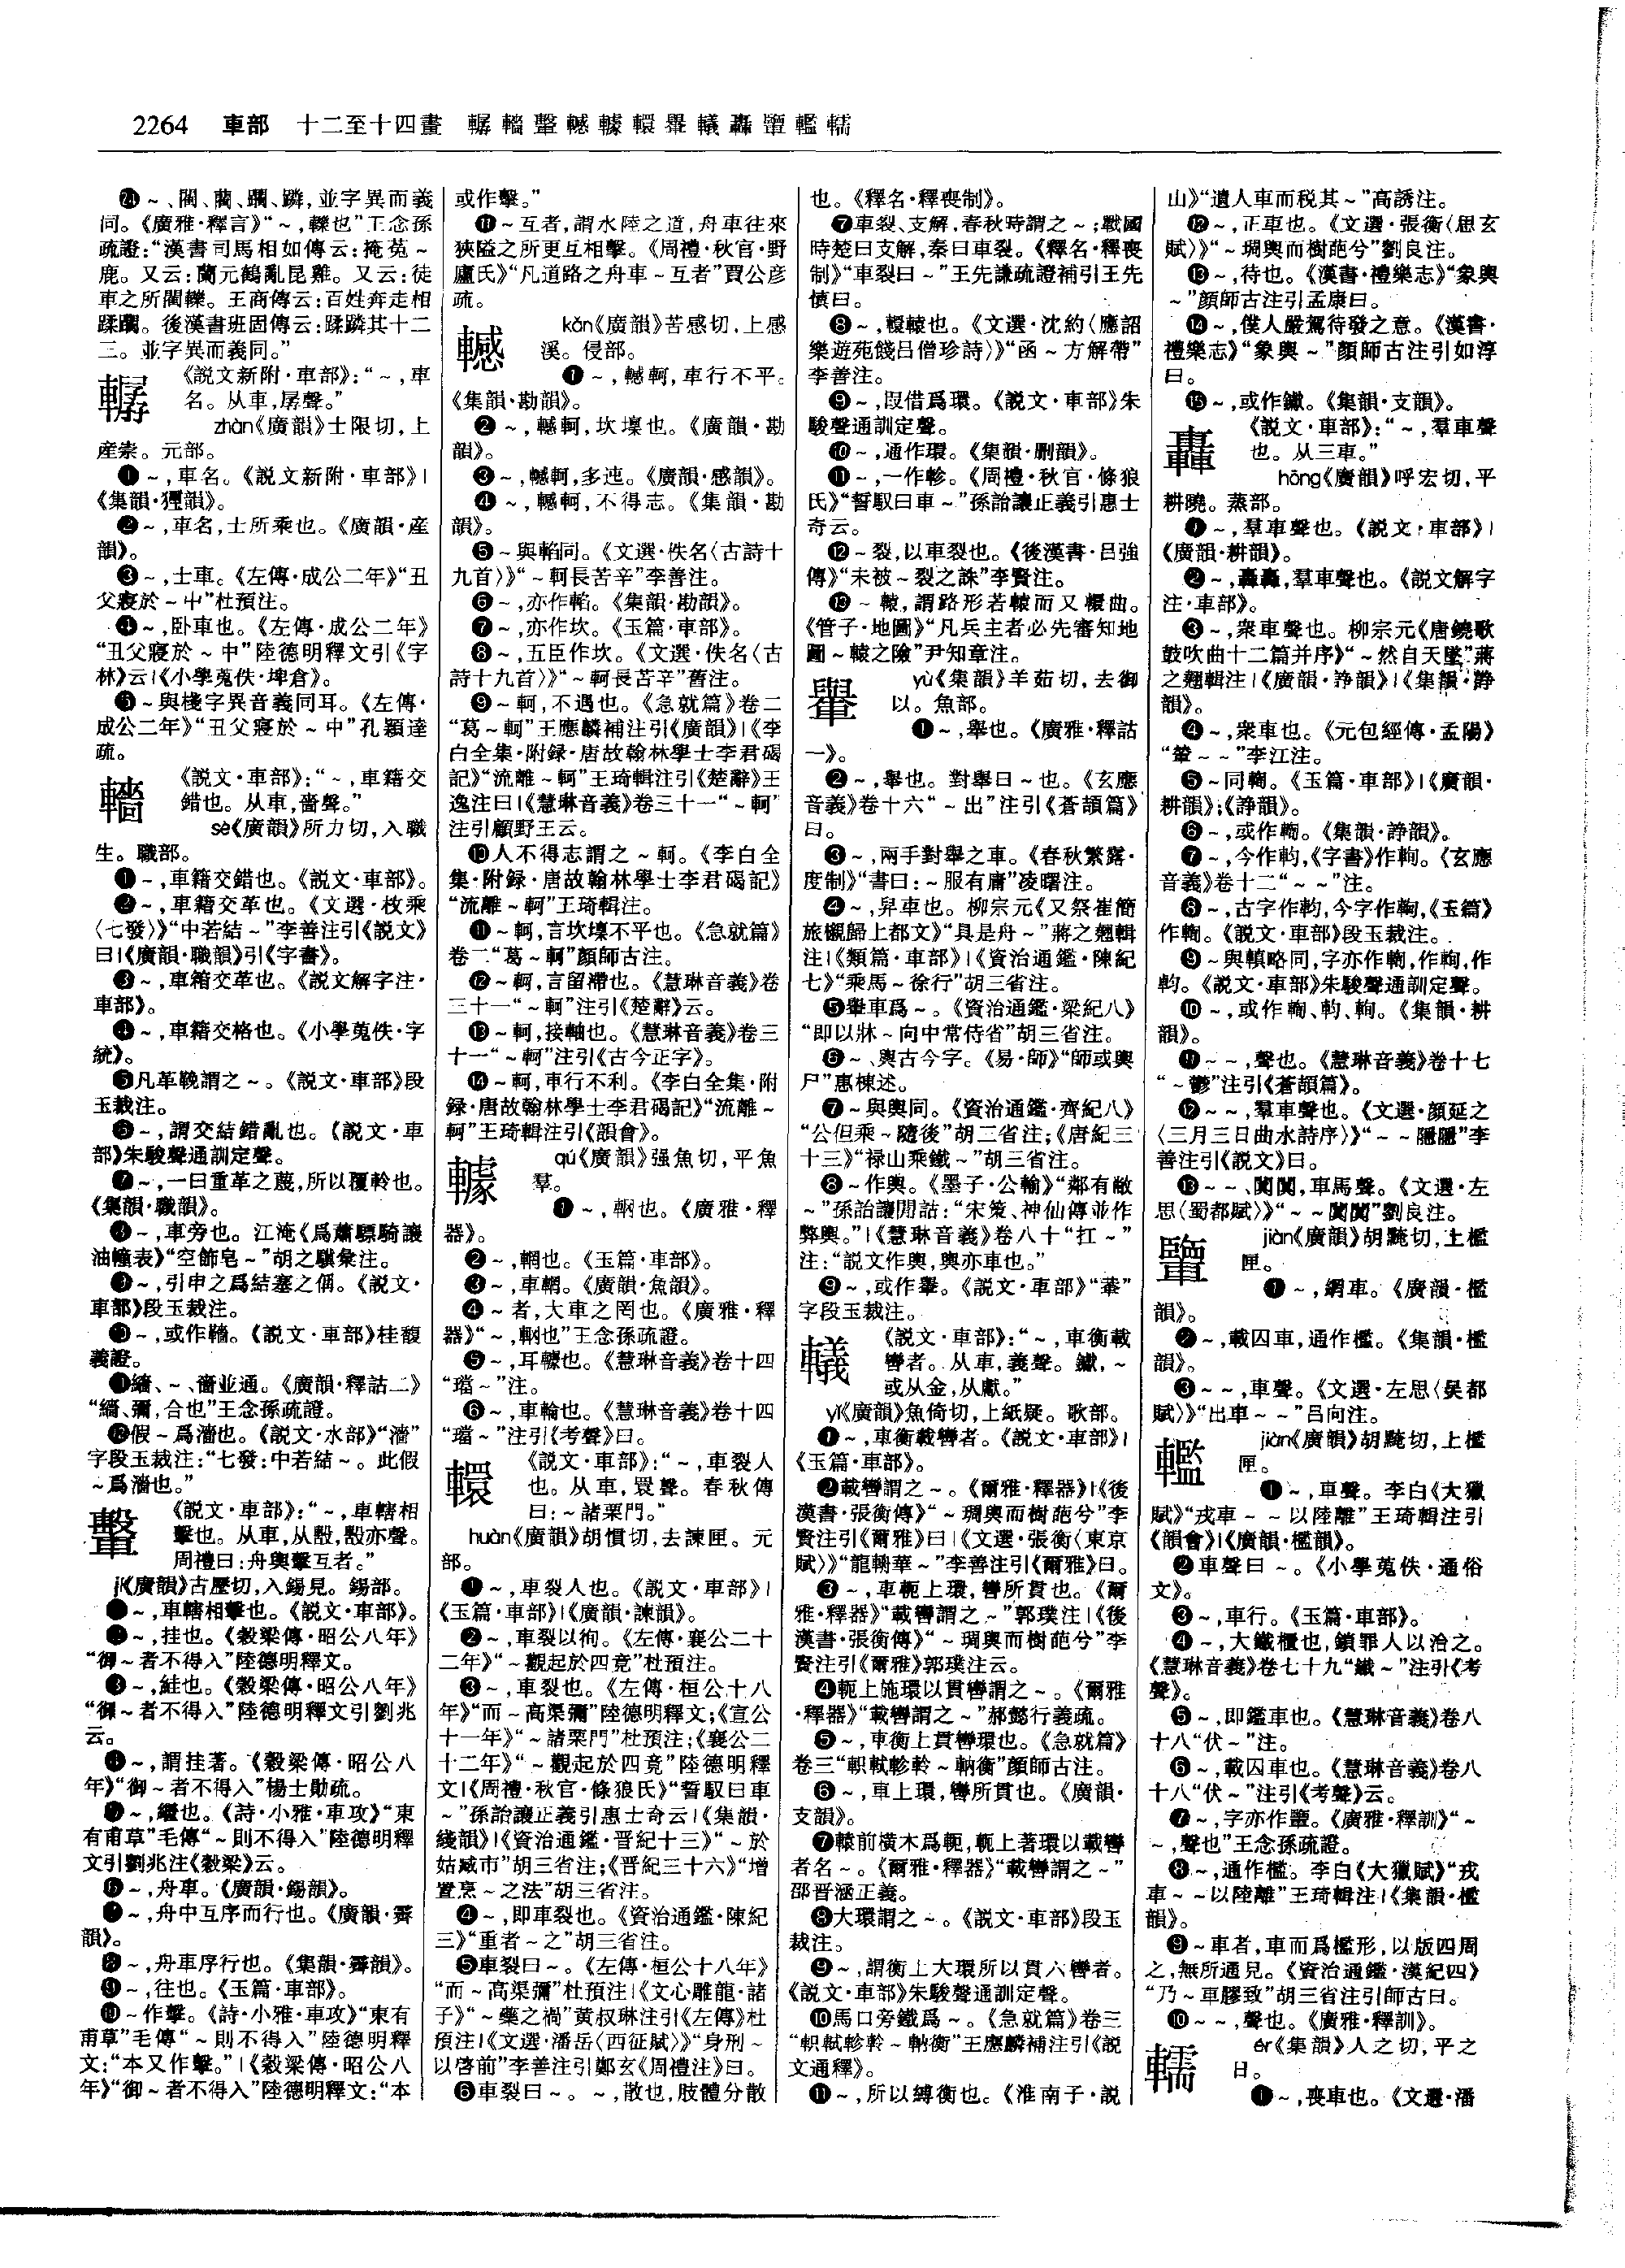 2264 車部 十二至十四畫 轏轖轚轗轈轘轝轙轟轞轜
㉔~、閵、藺、躪、蹸,並字異而義
同。《廣雅·釋言》“~,轢也”王念孫
疏證:“漢書司馬相如傳云:掩菟~
鹿。又云:藺元鶴亂昆雞。又云:徒
車之所閵轢。王商傳云:百姓奔走相
蹂躪。後漢書班固傳云:蹂蹸其十二
三。並字異而義同。”
轏
《説文新附·車部》:“~,車
名。从車,孱聲。”
zhàn《廣韻》士限切,上
産崇。元部。
❶~,車名。《説文新附·車部》|
《集韻·𤣗韻》。
❷~,車名,士所乘也。《廣韻·産
韻》。
❸~,士車。《左傳·成公二年》“丑
父寢於~中”杜預注。
❹~,卧車也。《左傳·成公二年》
“丑父寢於~中”陸德明釋文引《字
林》云|《小學蒐佚·埤倉》。
❺~與棧字異音義同耳。《左傳·
成公二年》“丑父寢於~中”孔穎達
疏。
轖
《説文·車部》:“~,車籍交
錯也。从車,嗇聲。”
sè《廣韻》所力切,入職
生。職部。
❶~,車籍交錯也。《説文·車部》。
❷~,車籍交革也。《文選·枚乘
〈七發〉》“中若結~”李善注引《説文》
曰|《廣韻·職韻》引《字書》。
❸~,車箱交革也。《説文解字注·
車部》。
❹~,車籍交格也。《小學蒐佚·字
統》。
❺凡革鞔謂之~。《説文·車部》段
玉裁注。
❻~,謂交結錯亂也。《説文·車
部》朱駿聲通訓定聲。
❼~,一曰重革之蔑,所以覆軨也。
《集韻·職韻》。
❽~,車旁也。江淹《爲蕭驃騎讓
油幢表》“空飾皂~”胡之驥彙注。
❾~,引申之爲結塞之偁。《説文·
車部》段玉裁注。
❿~,或作𩍅。《説文·車部》桂馥
義證。
⓫繬、~、嗇並通。《廣韻·釋詁二》
“繬、彌,合也”王念孫疏證。
⓬假~爲濇也。《説文·水部》“濇”
字段玉裁注:“七發:中若結~。此假
~爲濇也。”
轚
《説文·車部》:“~,車轄相
擊也。从車,从毄,毄亦聲。
周禮曰:舟輿擊互者。”
jī《廣韻》古歷切,入錫見。錫部。
❶~,車轄相擊也。《説文·車部》。
❷~,挂也。《穀梁傳·昭公八年》
“御~者不得入”陸德明釋文。
❸~,絓也。《穀梁傳·昭公八年》
“御~者不得入”陸德明釋文引劉兆
云。
❹~,謂挂著。《穀梁傳·昭公八
年》“御~者不得入”楊士勛疏。
❺~,繼也。《詩·小雅·車攻》“東
有甫草”毛傳“~則不得入”陸德明釋
文引劉兆注《穀梁》云。
❻~,舟車。《廣韻·錫韻》。
❼~,舟中互序而行也。《廣韻·霽
韻》。
❽~,舟車序行也。《集韻·霽韻》。
❾~,往也。《玉篇·車部》。
❿~作擊。《詩·小雅·車攻》“東有
甫草”毛傳“~則不得入”陸德明釋
文:“本又作擊。”|《穀梁傳·昭公八
年》“御~者不得入”陸德明釋文:“本
或作擊。”
⓫~互者,謂水陸之道,舟車往來
狹隘之所更互相擊。《周禮·秋官·野
廬氏》“凡道路之舟車~互者”賈公彦
疏。
轗
kǎn《廣韻》苦感切,上感
溪。侵部。
❶~,轗軻,車行不平。
《集韻·勘韻》。
❷~,轗軻,坎壈也。《廣韻·勘
韻》。
❸~,轗軻,多迍。《廣韻·感韻》。
❹~,轗軻,不得志。《集韻·勘
韻》。
❺~與轁同。《文選·佚名〈古詩十
九首〉》“~軻長苦辛”李善注。
❻~,亦作輡。《集韻·勘韻》。
❼~,亦作坎。《玉篇·車部》。
❽~,五臣作坎。《文選·佚名〈古
詩十九首〉》“~軻長苦辛”舊注。
❾~軻,不遇也。《急就篇》卷二
“葛~軻”王應麟補注引《廣韻》|《李
白全集·附録·唐故翰林學士李君碣
記》“流離~軻”王琦輯注引《楚辭》王
逸注曰|《慧琳音義》卷三十一“~軻”
注引顧野王云。
❿人不得志謂之~軻。《李白全
集·附録·唐故翰林學士李君碣記》
“流離~軻”王琦輯注。
⓫~軻,言坎壈不平也。《急就篇》
卷二“葛~軻”顔師古注。
⓬~軻,言留滯也。《慧琳音義》卷
三十一“~軻”注引《楚辭》云。
⓭~軻,接軸也。《慧琳音義》卷三
十一“~軻”注引《古今正字》。
⓮~軻,車行不利。《李白全集·附
録·唐故翰林學士李君碣記》“流離~
軻”王琦輯注引《韻會》。
qú《廣韻》强魚切,平魚
羣。
❶~,輞也。《廣雅·釋
器》。
❷~,輞也。《玉篇·車部》。
❸~,車輞。《廣韻·魚韻》。
❹~者,大車之罔也。《廣雅·釋
器》“~,輞也”王念孫疏證。
❺~,耳璩也。《慧琳音義》卷十四
“璫~”注。
❻~,車輪也。《慧琳音義》卷十四
“璫~”注引《考聲》曰。
轘
《説文·車部》:“~,車裂人
也。从車,瞏聲。春秋傳
曰:~諸栗門。”
huàn《廣韻》胡慣切,去諫匣。元
部。
❶~,車裂人也。《説文·車部》|
《玉篇·車部》|《廣韻·諫韻》。
❷~,車裂以徇。《左傳·襄公二十
二年》“~觀起於四竟”杜預注。
❸~,車裂也。《左傳·桓公十八
年》“而~高渠彌”陸德明釋文;《宣公
十一年》“~諸栗門”杜預注;《襄公二
十二年》“~觀起於四竟”陸德明釋
文|《周禮·秋官·條狼氏》“誓馭曰車
~”孫詒讓正義引惠士奇云|《集韻·
綫韻》|《資治通鑑·晋紀十三》“~於
姑臧市”胡三省注;《晋紀三十六》“增
置烹~之法”胡三省注。
❹~,即車裂也。《資治通鑑·陳紀
三》“重者~之”胡三省注。
❺車裂曰~。《左傳·桓公十八年》
“而~高渠彌”杜預注|《文心雕龍·諸
子》“~藥之禍”黄叔琳注引《左傳》杜
預注|《文選·潘岳〈西征賦〉》“身刑~
以啓前”李善注引鄭玄《周禮注》曰。
❻車裂曰~。~,散也,肢體分散
也。《釋名·釋喪制》。
❼車裂、支解,春秋時謂之~;戰國
時楚曰支解,秦曰車裂。《釋名·釋喪
制》“車裂曰~”王先謙疏證補引王先
慎曰。
❽~,轘轅也。《文選·沈約〈應詔
樂遊苑餞吕僧珍詩〉》“函~方解帶”
李善注。
❾~,叚借爲環。《説文·車部》朱
駿聲通訓定聲。
❿~,通作環。《集韻·删韻》。
⓫~,一作軫。《周禮·秋官·條狼
氏》“誓馭曰車~”孫詒讓正義引惠士
奇云。
⓬~裂,以車裂也。《後漢書·吕強
傳》“未被~裂之誅”李賢注。
⓭~轅,謂路形若轅而又轘曲。
《管子·地圖》“凡兵主者必先審知地
圖~轅之險”尹知章注。
轝
yù《集韻》羊茹切,去御
以。魚部。
❶~,舉也。《廣雅·釋詁
一》。
❷~,舉也。對舉曰~也。《玄應
音義》卷十六“~出”注引《蒼頡篇》
曰。
❸~,兩手對舉之車。《春秋繁露·
度制》“書曰:~服有庸”凌曙注。
❹~,舁車也。柳宗元《又祭崔簡
旅櫬歸上都文》“具是舟~”蔣之翹輯
注|《類篇·車部》|《資治通鑑·陳紀
七》“乘馬~徐行”胡三省注。
❺轝車爲~。《資治通鑑·梁紀八》
“即以牀~向中常侍省”胡三省注。
❻~、輿古今字。《易·師》“師或輿
尸”惠棟述。
❼~與輿同。《資治通鑑·齊紀八》
“公但乘~隨後”胡三省注;《唐紀三
十三》“禄山乘鐵~”胡三省注。
❽~作輿。《墨子·公輸》“鄰有敝
~”孫詒讓閒詁:“宋策、神仙傳並作
弊輿。”|《慧琳音義》卷八十“扛~”
注:“説文作輿,輿亦車也。”
❾~,或作轝。《説文·車部》“䡞”
字段玉裁注。
轙
《説文·車部》:“~,車衡載
轡者。从車,義聲。钀,~
或从金,从獻。”
yǐ《廣韻》魚倚切,上紙疑。歌部。
❶~,車衡載轡者。《説文·車部》|
《玉篇·車部》。
❷載轡謂之~。《爾雅·釋器》|《後
漢書·張衡傳》“~琱輿而樹葩兮”李
賢注引《爾雅》曰|《文選·張衡〈東京
賦〉》“龍輈華~”李善注引《爾雅》曰。
❸~,車軛上環,轡所貫也。《爾
雅·釋器》“載轡謂之~”郭璞注|《後
漢書·張衡傳》“~琱輿而樹葩兮”李
賢注引《爾雅》郭璞注云。
❹軛上施環以貫轡謂之~。《爾雅
·釋器》“載轡謂之~”郝懿行義疏。
❺~,車衡上貫轡環也。《急就篇》
卷三“軹軾軫軨~軜衡”顔師古注。
❻~,車上環,轡所貫也。《廣韻·
支韻》。
❼轅前横木爲軛,軛上著環以載轡
者名~。《爾雅·釋器》“載轡謂之~”
邵晋涵正義。
❽大環謂之~。《説文·車部》段玉
裁注。
❾~,謂衡上大環所以貫六轡者。
《説文·車部》朱駿聲通訓定聲。
❿馬口旁鐵爲~。《急就篇》卷三
“軹軾軫軨~軜衡”王應麟補注引《説
文通釋》。
⓫~,所以縛衡也。《淮南子·説
山》“遺人車而税其~”高誘注。
⓬~,正車也。《文選·張衡〈思玄
賦〉》“~琱輿而樹葩兮”劉良注。
⓭~,待也。《漢書·禮樂志》“象輿
~”顔師古注引孟康曰。
⓮~,僕人嚴駕待發之意。《漢書·
禮樂志》“象輿~”顔師古注引如淳
曰。
⓯~,或作钀。《集韻·支韻》。
轟
《説文·車部》:“~,羣車聲
也。从三車。”
hōng《廣韻》呼宏切,平
耕曉。蒸部。
❶~,羣車聲也。《説文·車部》|
《廣韻·耕韻》。
❷~,轟轟,羣車聲也。《説文解字
注·車部》。
❸~,衆車聲也。柳宗元《唐鐃歌
鼓吹曲十二篇并序》“~然自天墜”蔣
之翹輯注|《廣韻·諍韻》|《集韻·諍
韻》。
❹~,衆車也。《元包經傳·孟陽》
“輂~~”李江注。
❺~同輷。《玉篇·車部》|《廣韻·
耕韻》;《諍韻》。
❻~,或作輷。《集韻·諍韻》。
❼~,今作軥,《字書》作輷。《玄應
音義》卷十二“~~”注。
❽~,古字作軥,今字作輷,《玉篇》
作輷。《説文·車部》段玉裁注。
❾~與䡩略同,字亦作輷,作䡌,作
軥。《説文·車部》朱駿聲通訓定聲。
❿~,或作輷、軥、䡌。《集韻·耕
韻》。
⓫~~,聲也。《慧琳音義》卷十七
“~鬱”注引《蒼頡篇》。
⓬~~,羣車聲也。《文選·顔延之
〈三月三日曲水詩序〉》“~~隱隱”李
善注引《説文》曰。
⓭~~、闐闐,車馬聲。《文選·左
思〈蜀都賦〉》“~~闐闐”劉良注。
jiàn《廣韻》胡黤切,上檻
匣。
❶~,網車。《廣韻·檻
韻》。
❷~,載囚車,通作檻。《集韻·檻
韻》。
❸~~,車聲。《文選·左思〈吴都
賦〉》“出車~~”吕向注。
轞
jiàn《廣韻》胡黤切,上檻
匣。
❶~,車聲。李白《大獵
賦》“戎車~~以陸離”王琦輯注引
《韻會》|《廣韻·檻韻》。
❷車聲曰~。《小學蒐佚·通俗
文》。
❸~,車行。《玉篇·車部》。
❹~,大鐵櫃也,鎖罪人以治之。
《慧琳音義》卷七十九“鐵~”注引《考
聲》。
❺~,即鑑車也。《慧琳音義》卷八
十八“伏~”注。
❻~,載囚車也。《慧琳音義》卷八
十八“伏~”注引《考聲》云。
❼~,字亦作䡵。《廣雅·釋訓》“~
~,聲也”王念孫疏證。
❽~,通作檻。李白《大獵賦》“戎
車~~以陸離”王琦輯注|《集韻·檻
韻》。
❾~車者,車而爲檻形,以版四周
之,無所通見。《資治通鑑·漢紀四》
“乃~車膠致”胡三省注引師古曰。
❿~~,聲也。《廣雅·釋訓》。
轜
ér《集韻》人之切,平之
日。
❶~,喪車也。《文選·潘